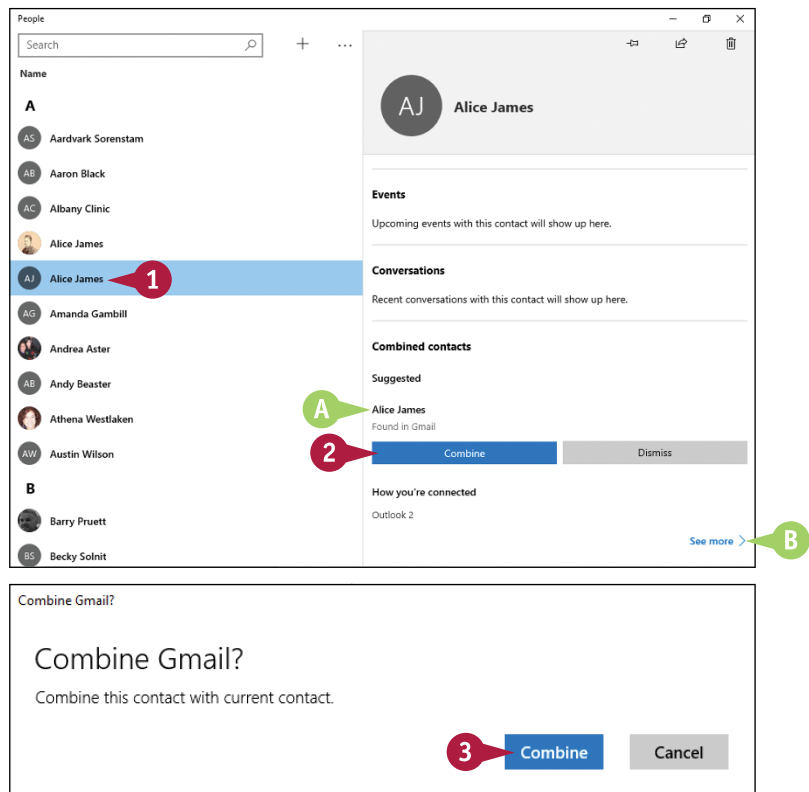 People
Search
Name
A
AS Aardvark Sorenstam
AB Aaron Black
AC Albany Clinic
Alice James
AJ Alice James 1
AG Amanda Gambill
Andrea Aster
AB Andy Beaster
Athena Westlaken
AW Austin Wilson
B
Barry Pruett
BS Becky Solnit
AJ Alice James
Events
Upcoming events with this contact will show up here.
Conversations
Recent conversations with this contact will show up here.
Combined contacts
Suggested
A Alice James
Found in Gmail
2 Combine Dismiss
How you're connected
Outlook 2
See more B
Combine Gmail?
Combine Gmail?
Combine this contact with current contact.
3 Combine Cancel